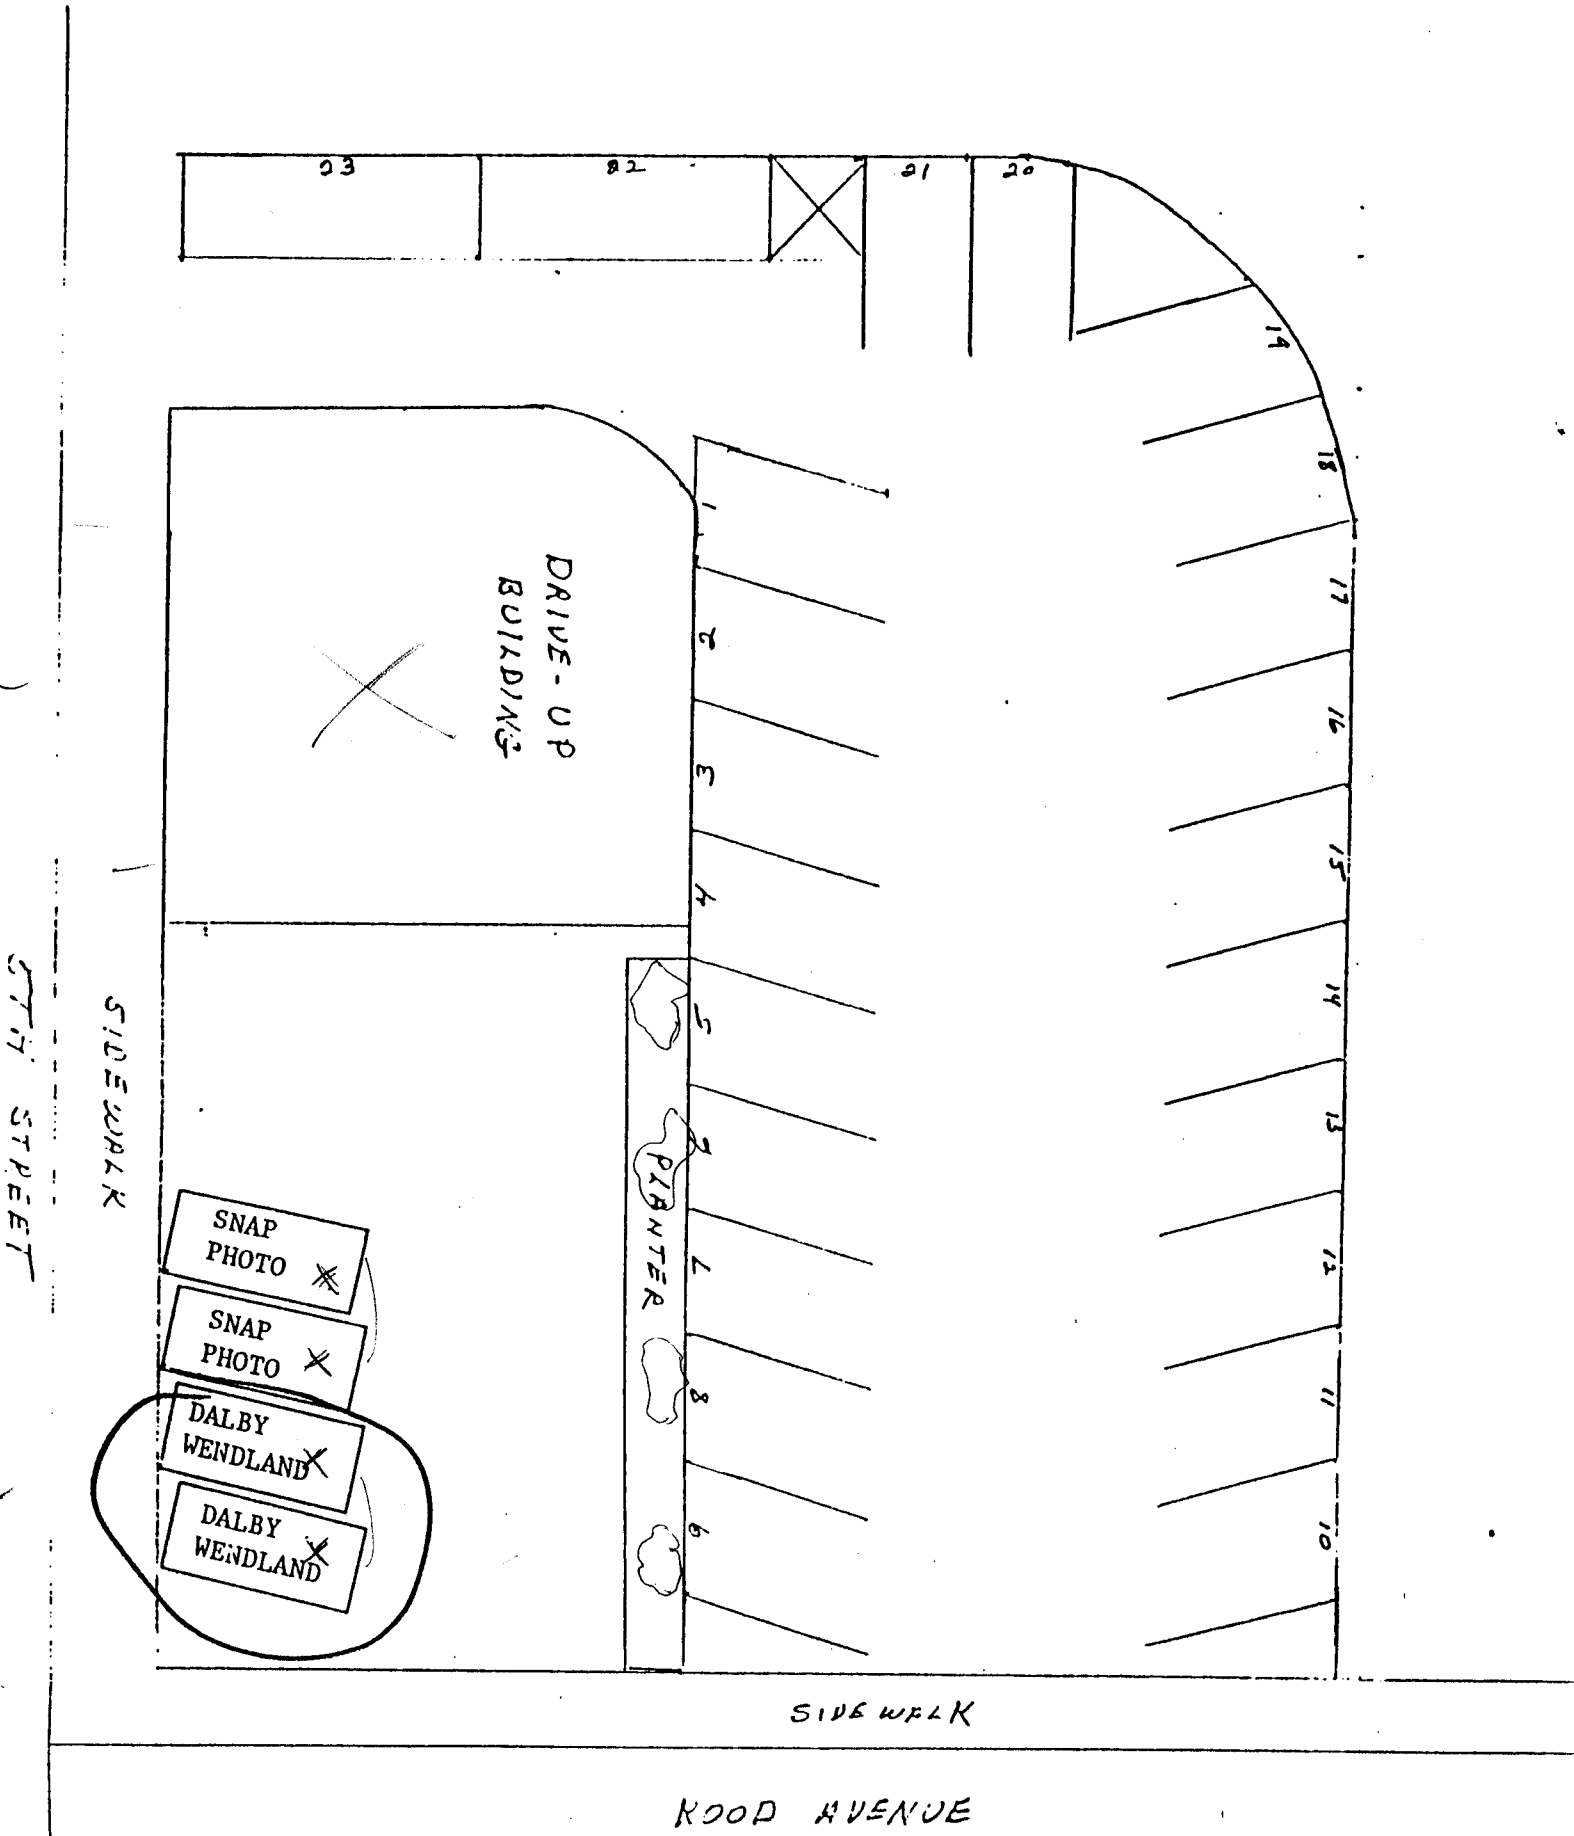 23
22
21
20
19
18
17
16
15
14
13
12
11
10
1
2
3
4
5
6
7
8
9
DRIVE-UP
BUILDING
PLANTER
SIDEWALK
5TH STREET
SNAP
PHOTO
SNAP
PHOTO
DALBY
WENDLAND
DALBY
WENDLAND
SIDEWALK
ROOD AVENUE